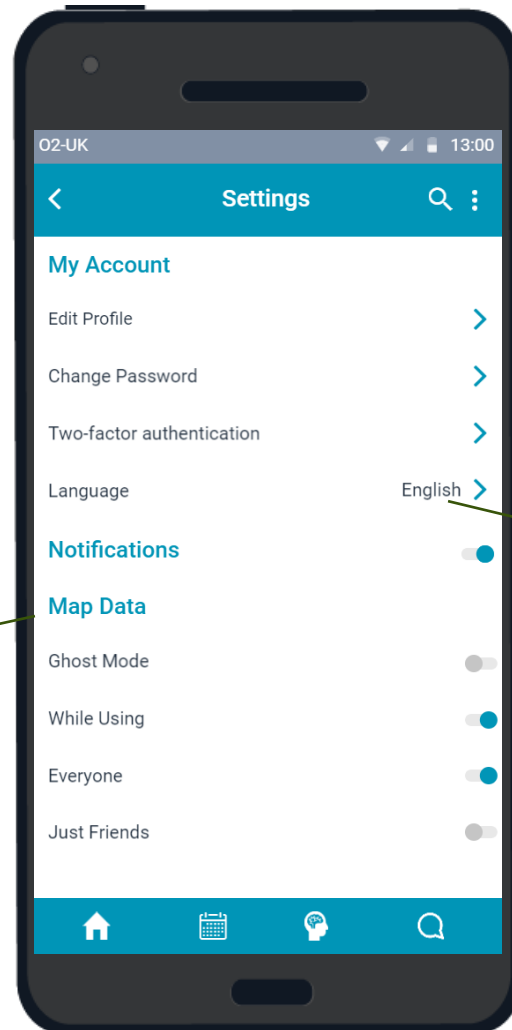 O2-UK 13:00
Settings
My Account
Edit Profile
Change Password
Two-factor authentication
Language English
Notifications
Map Data
Ghost Mode
While Using
Everyone
Just Friends